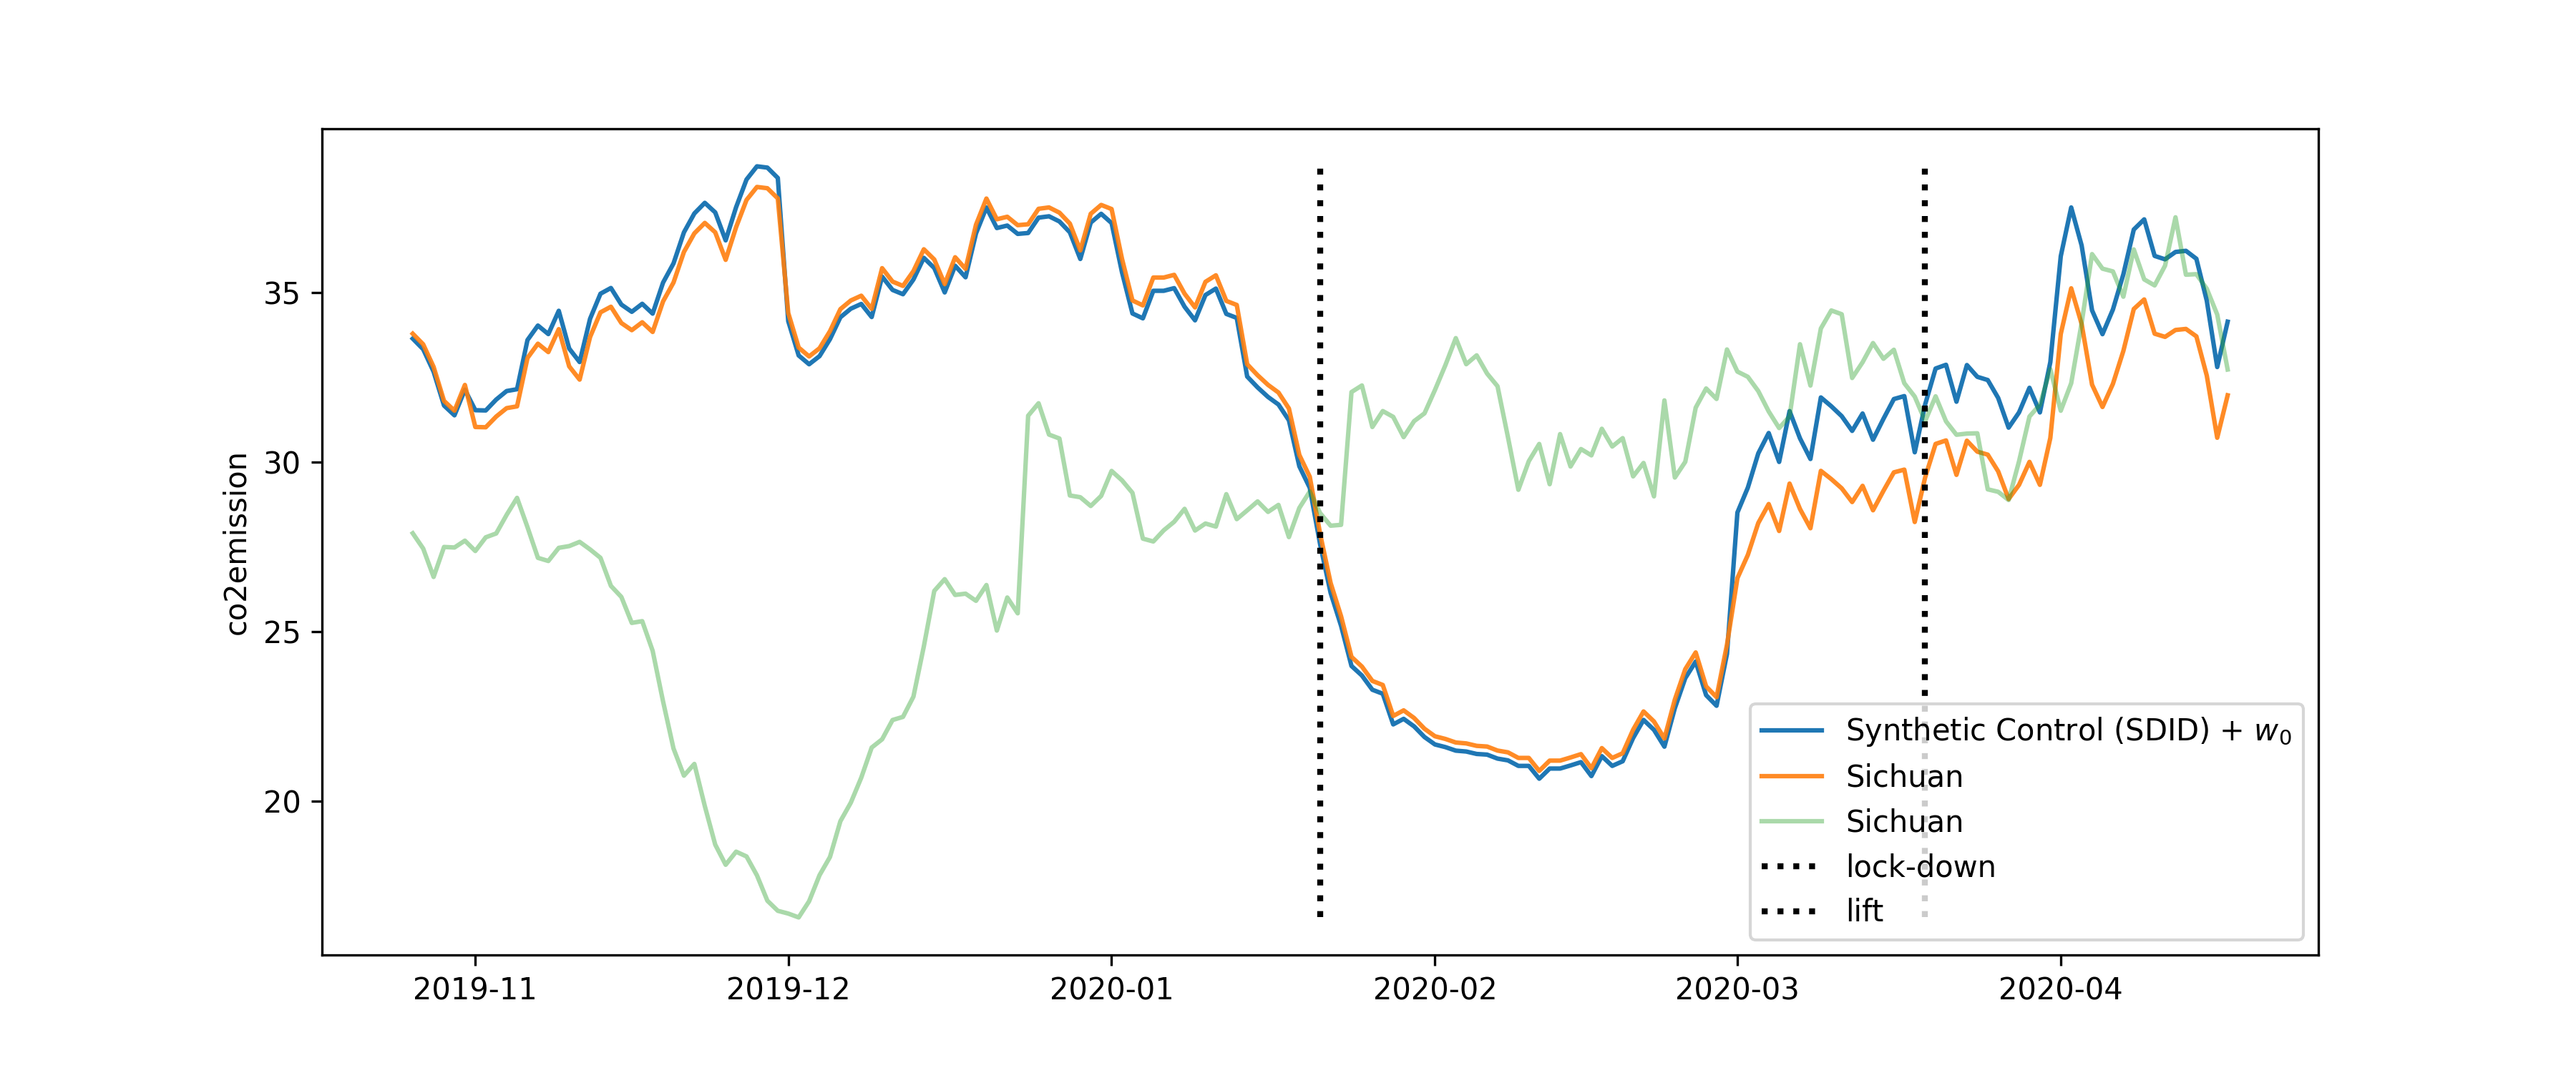 co2emission
35
30
25
20
2019-11
2019-12
2020-01
2020-02
2020-03
2020-04
Synthetic Control (SDID) + w₀
Sichuan
Sichuan
lock-down
lift